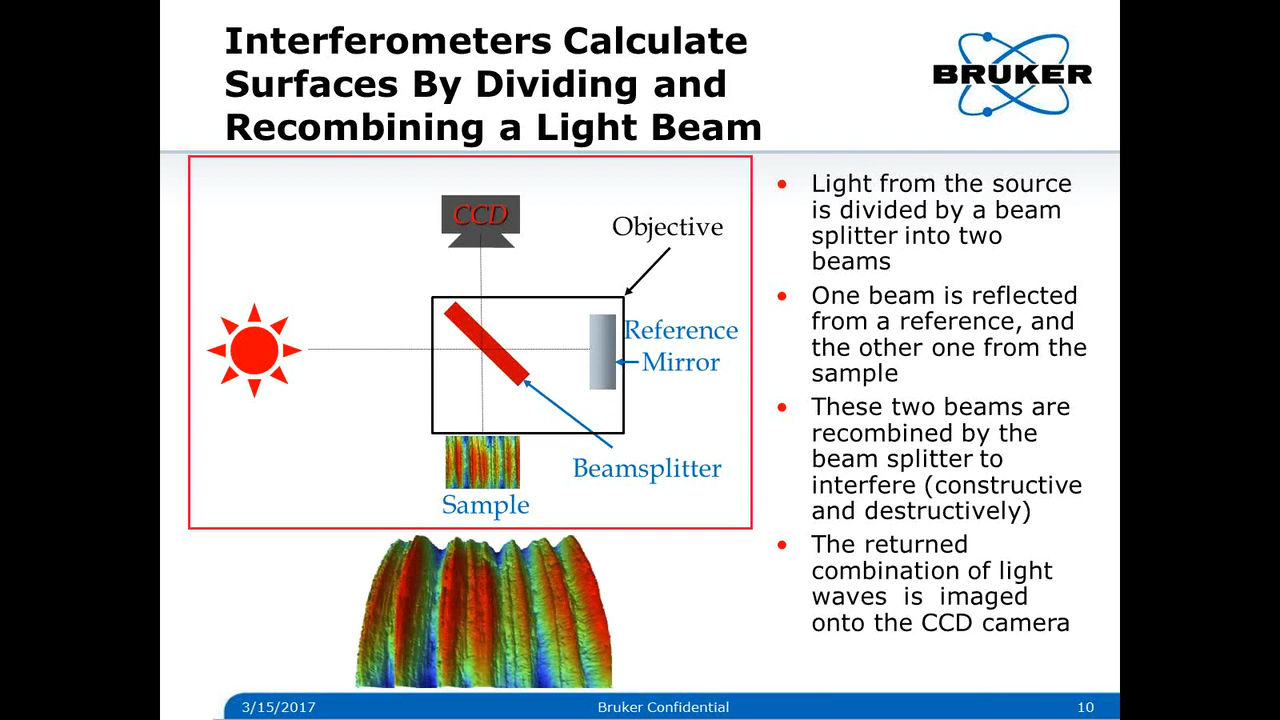 Interferometers Calculate
Surfaces By Dividing and
Recombining a Light Beam
BRUKER
CCD
Objective
Reference
Mirror
Beamsplitter
Sample
• Light from the source
is divided by a beam
splitter into two
beams
• One beam is reflected
from a reference, and
the other one from the
sample
• These two beams are
recombined by the
beam splitter to
interfere (constructive
and destructively)
• The returned
combination of light
waves is imaged
onto the CCD camera
3/15/2017
Bruker Confidential
10